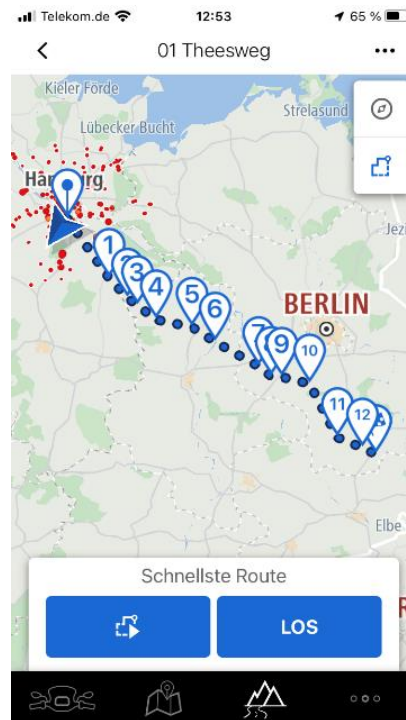 Telekom.de 12:53 65 %
01 Theesweg
Kieler Förde
Strelasund
Lübecker Bucht
1
3
4
5
6
BERLIN
7
9
10
11
12
Elbe
Schnellste Route
LOS